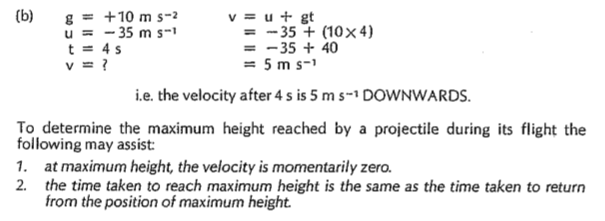 (b) g = +10 m s⁻² v = u + gt
u = - 35 m s⁻¹ = - 35 + (10 × 4)
t = 4 s = - 35 + 40
v = ? = 5 m s⁻¹
i.e. the velocity after 4 s is 5 m s⁻¹ DOWNWARDS.
To determine the maximum height reached by a projectile during its flight the
following may assist:
1. at maximum height, the velocity is momentarily zero.
2. the time taken to reach maximum height is the same as the time taken to return
from the position of maximum height.